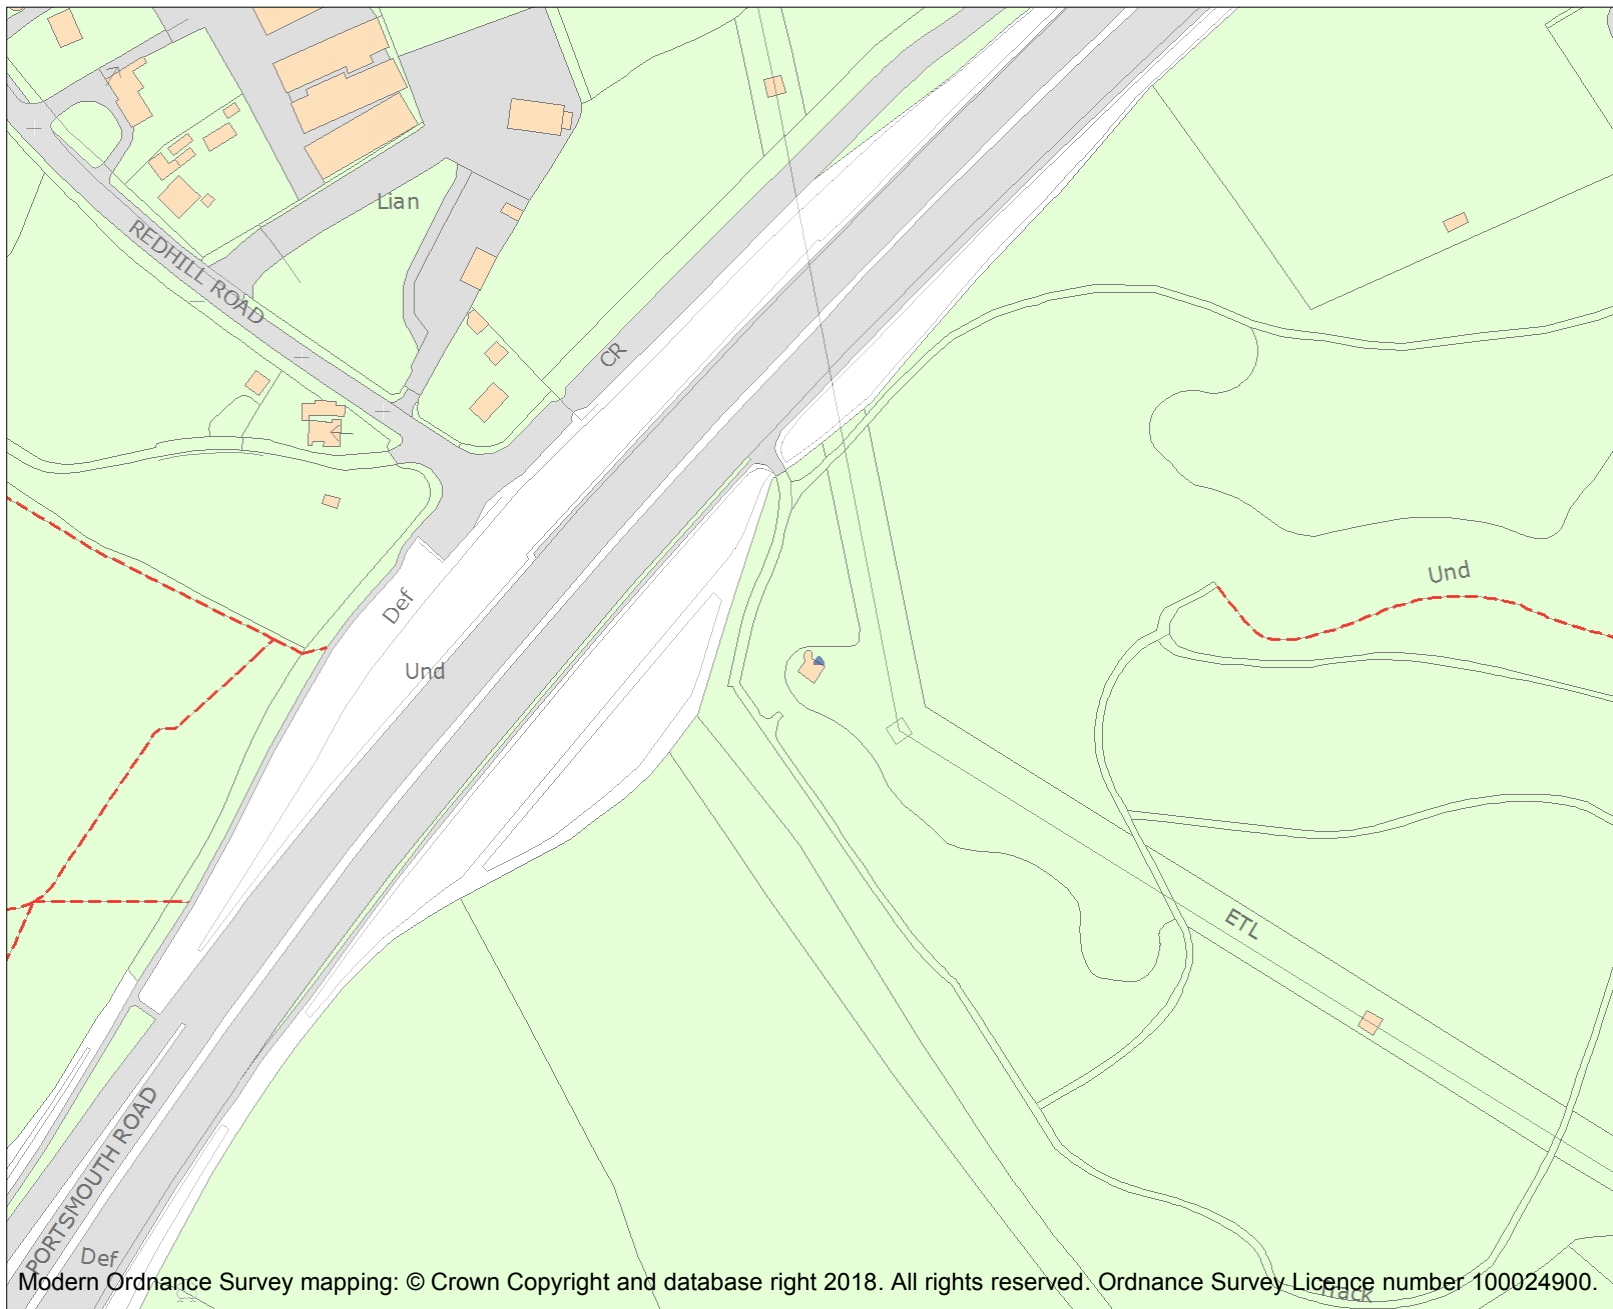 Lian
REDHILL ROAD
CR
Und
Def
Und
ETL
PORTSMOUTH ROAD
Def
Track
Modern Ordnance Survey mapping: © Crown Copyright and database right 2018. All rights reserved. Ordnance Survey Licence number 100024900.